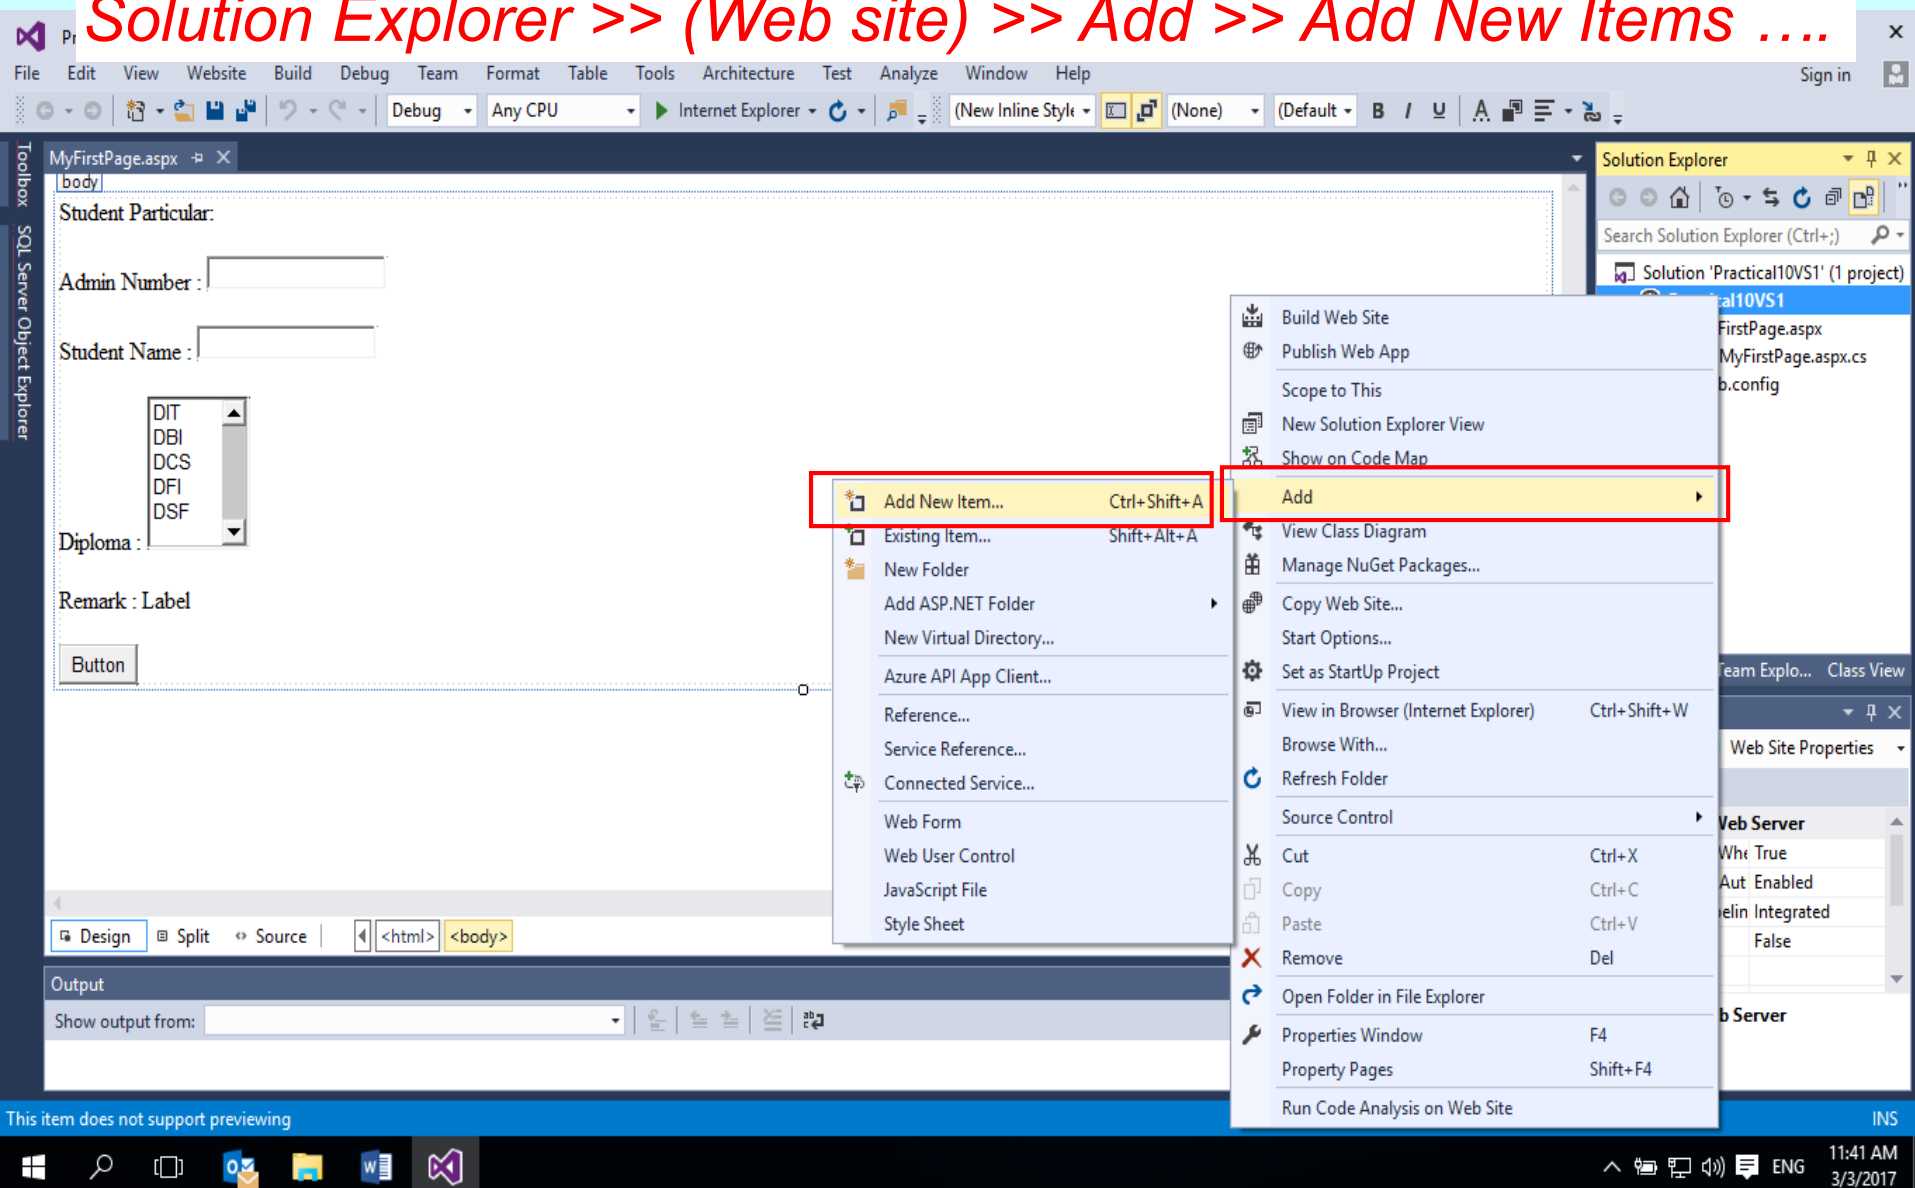 Solution Explorer >> (Web site) >> Add >> Add New Items ….
File Edit View Website Build Debug Team Format Table Tools Architecture Test Analyze Window Help Sign in
Debug Any CPU Internet Explorer (New Inline Style (None) (Default B I U A
Toolbox
SQL Server Object Explorer
MyFirstPage.aspx
body
Student Particular:
Admin Number :
Student Name :
DIT
DBI
DCS
DFI
DSF
Diploma :
Remark : Label
Button
Design Split Source <html> <body>
Output
Show output from:
Add New Item... Ctrl+Shift+A
Existing Item... Shift+Alt+A
New Folder
Add ASP.NET Folder
New Virtual Directory...
Azure API App Client...
Reference...
Service Reference...
Connected Service...
Web Form
Web User Control
JavaScript File
Style Sheet
Build Web Site
Publish Web App
Scope to This
New Solution Explorer View
Show on Code Map
Add
View Class Diagram
Manage NuGet Packages...
Copy Web Site...
Start Options...
Set as StartUp Project
View in Browser (Internet Explorer) Ctrl+Shift+W
Browse With...
Refresh Folder
Source Control
Cut Ctrl+X
Copy Ctrl+C
Paste Ctrl+V
Remove Del
Open Folder in File Explorer
Properties Window F4
Property Pages Shift+F4
Run Code Analysis on Web Site
Solution Explorer
Search Solution Explorer (Ctrl+;)
Solution 'Practical10VS1' (1 project)
al10VS1
FirstPage.aspx
MyFirstPage.aspx.cs
b.config
Team Explo... Class View
Web Site Properties
Web Server
Whe True
Aut Enabled
elin Integrated
False
b Server
This item does not support previewing INS
ENG
11:41 AM
3/3/2017